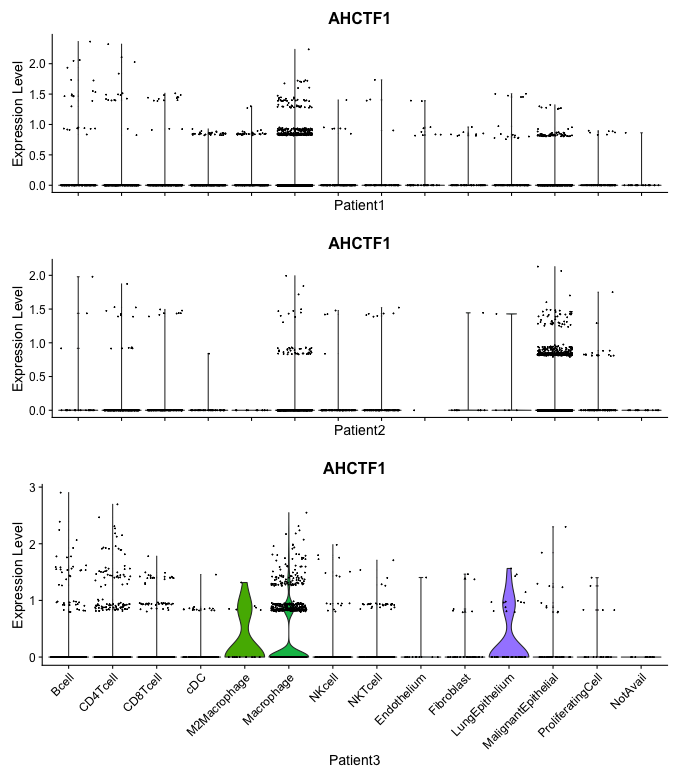 AHCTF1
Expression Level
2.0
1.5
1.0
0.5
0.0
Patient1
AHCTF1
Expression Level
2.0
1.5
1.0
0.5
0.0
Patient2
AHCTF1
Expression Level
3
2
1
0
Bcell
CD4Tcell
CD8Tcell
cDC
M2Macrophage
Macrophage
NKcell
NKTcell
Endothelium
Fibroblast
LungEpithelium
MalignantEpithelial
ProliferatingCell
NotAvail
Patient3